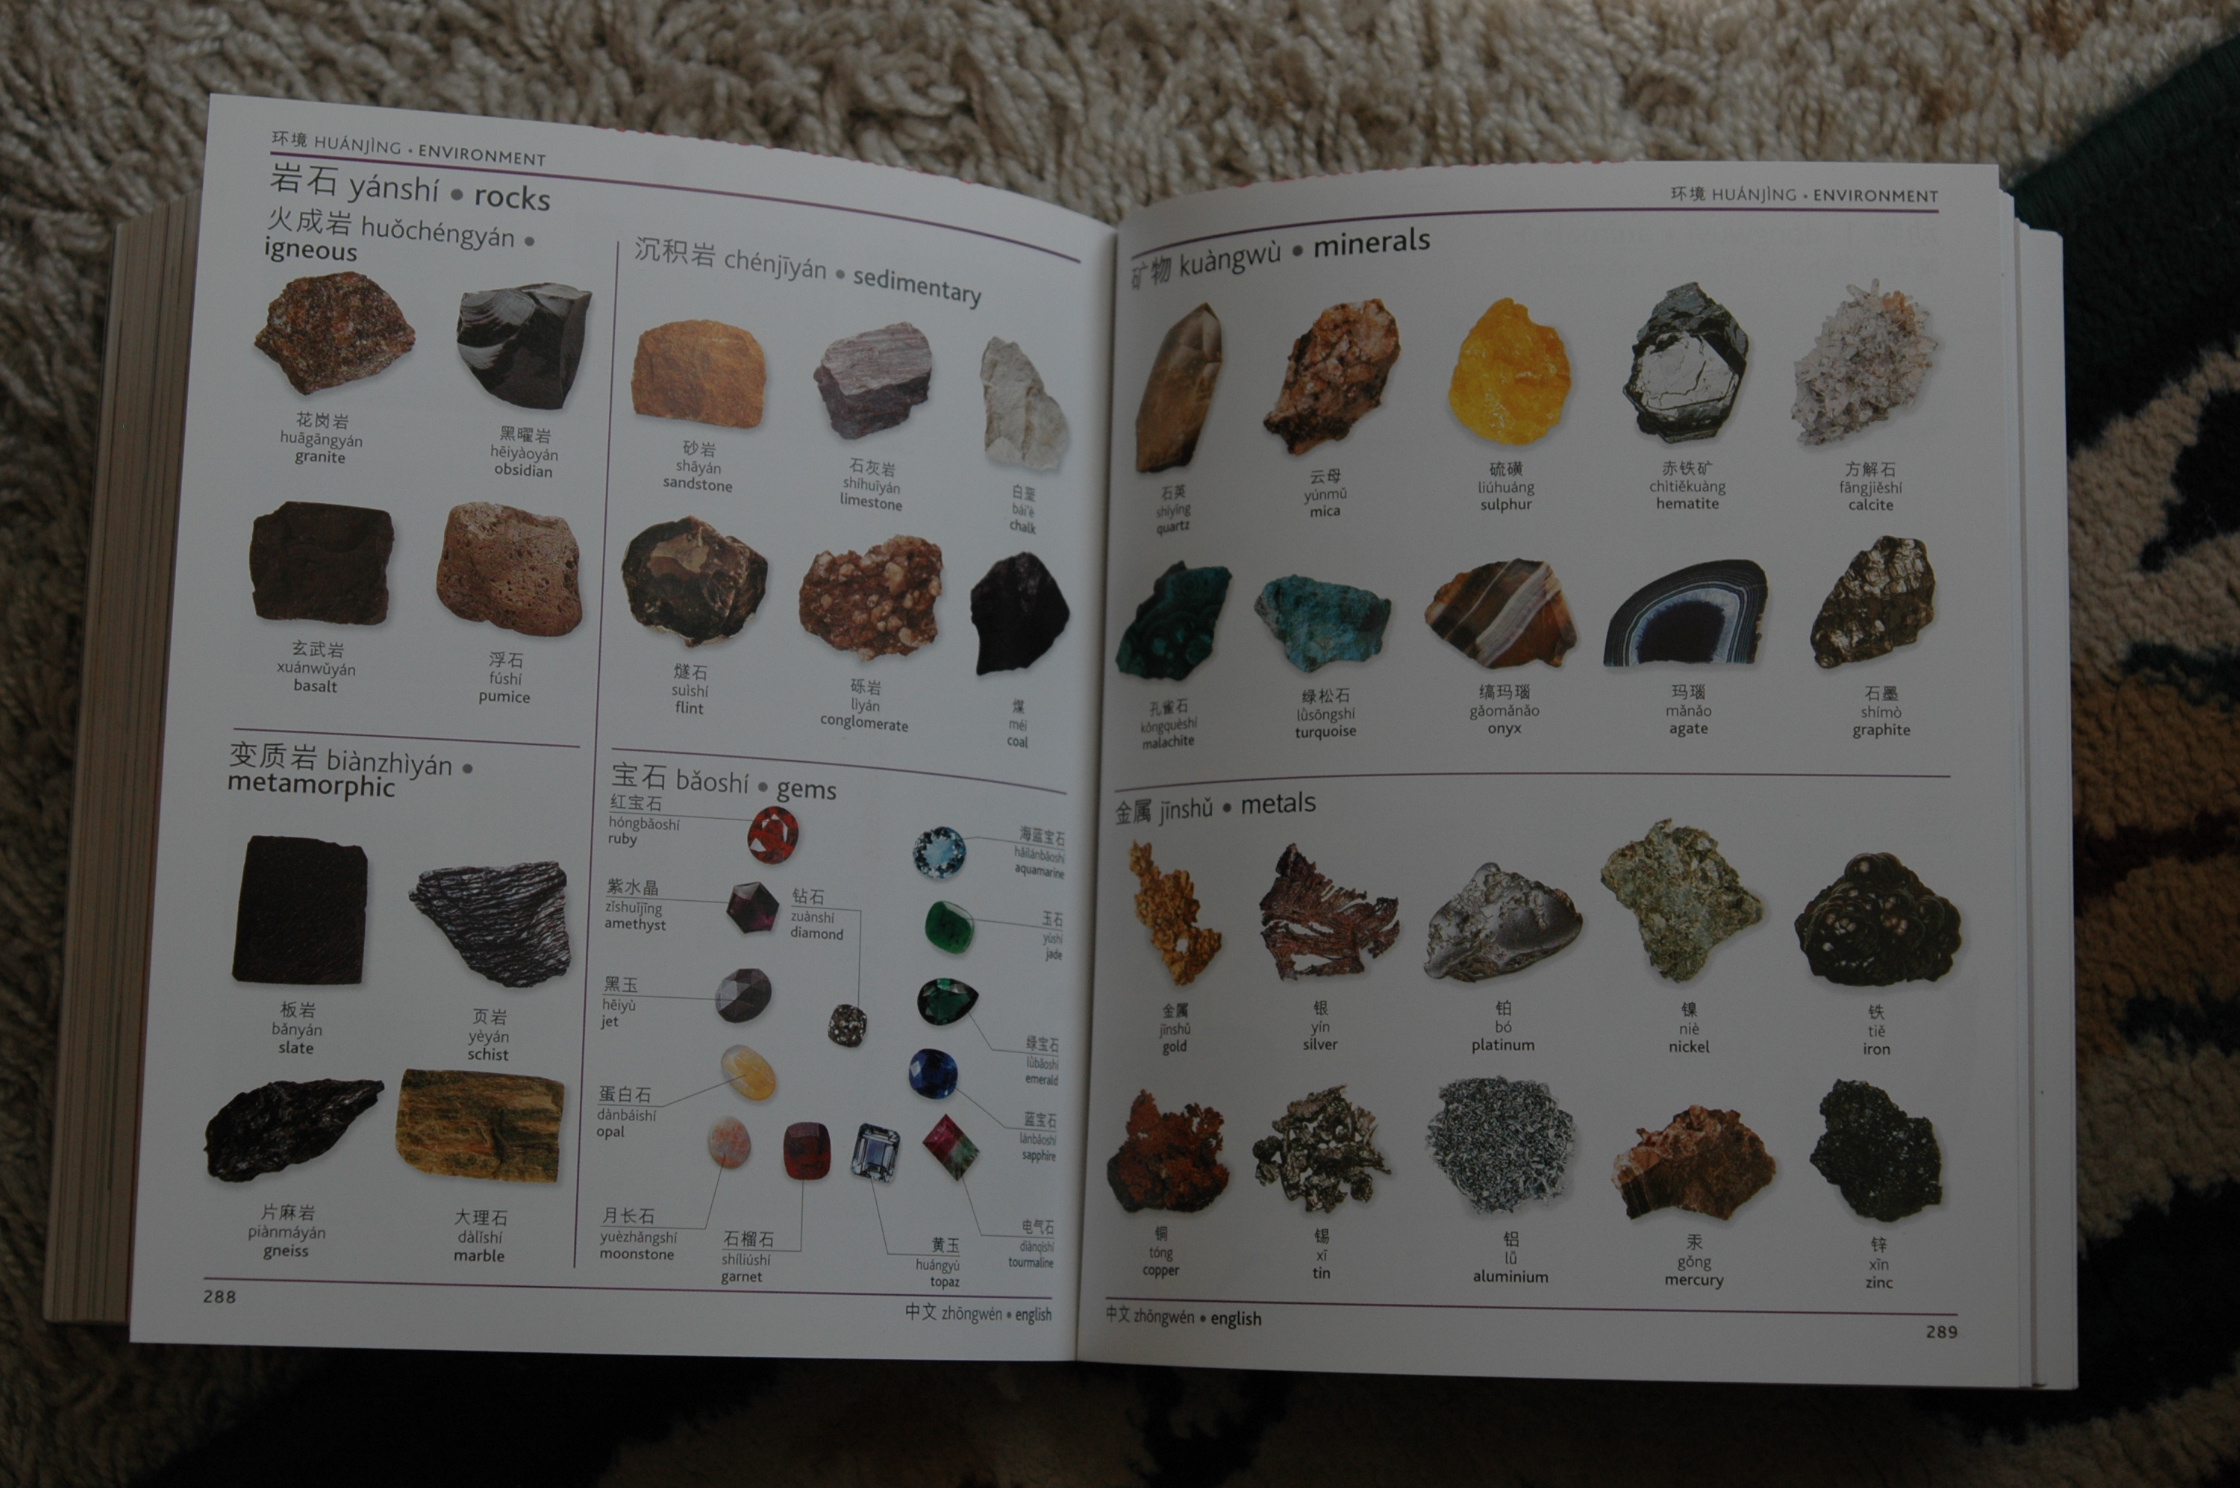 环境 HUÁNJÌNG • ENVIRONMENT
岩石 yánshí • rocks
火成岩 huǒchéngyán •
igneous
花岗岩
huāgāngyán
granite
黑曜岩
hēiyàoyán
obsidian
玄武岩
xuánwǔyán
basalt
浮石
fúshí
pumice
沉积岩 chénjīyán • sedimentary
砂岩
shāyán
sandstone
石灰岩
shíhuīyán
limestone
白垩
bái'è
chalk
燧石
suìshí
flint
砾岩
lìyán
conglomerate
煤
méi
coal
变质岩 biànzhìyán •
metamorphic
板岩
bǎnyán
slate
页岩
yèyán
schist
片麻岩
piànmáyán
gneiss
大理石
dàlǐshí
marble
宝石 bǎoshí • gems
红宝石
hóngbǎoshí
ruby
紫水晶
zǐshuǐjīng
amethyst
黑玉
hēiyù
jet
蛋白石
dànbáishí
opal
月长石
yuèzhǎngshí
moonstone
钻石
zuànshí
diamond
石榴石
shíliúshí
garnet
黄玉
huángyù
topaz
海蓝宝石
hǎilánbǎoshí
aquamarine
玉石
yùshí
jade
绿宝石
lǜbǎoshí
emerald
蓝宝石
lánbǎoshí
sapphire
电气石
diànqìshí
tourmaline
288
中文 zhōngwén • english
环境 HUÁNJÌNG • ENVIRONMENT
矿物 kuàngwù • minerals
石英
shíyīng
quartz
云母
yúnmǔ
mica
硫磺
liúhuáng
sulphur
赤铁矿
chìtiěkuàng
hematite
方解石
fāngjiěshí
calcite
孔雀石
kǒngquèshí
malachite
绿松石
lǜsōngshí
turquoise
缟玛瑙
gǎomǎnǎo
onyx
玛瑙
mǎnǎo
agate
石墨
shímò
graphite
金属 jīnshǔ • metals
金属
jīnshǔ
gold
银
yín
silver
铂
bó
platinum
镍
niè
nickel
铁
tiě
iron
铜
tóng
copper
锡
xī
tin
铝
lǚ
aluminium
汞
gǒng
mercury
锌
xīn
zinc
中文 zhōngwén • english
289